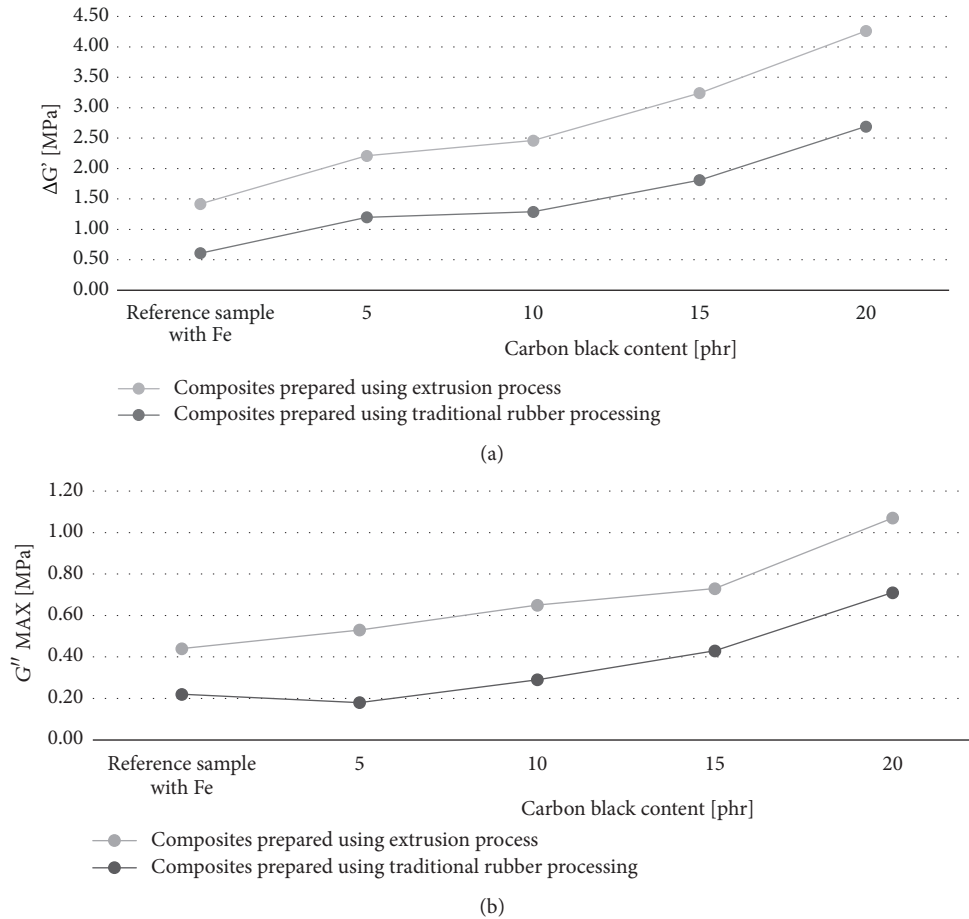 4.50
4.00
3.50
3.00
2.50
2.00
1.50
1.00
0.50
0.00
ΔG’ [MPa]
Reference sample
with Fe
5
10
15
20
Carbon black content [phr]
Composites prepared using extrusion process
Composites prepared using traditional rubber processing
(a)
1.20
1.00
0.80
0.60
0.40
0.20
0.00
G″ MAX [MPa]
Reference sample
with Fe
5
10
15
20
Carbon black content [phr]
Composites prepared using extrusion process
Composites prepared using traditional rubber processing
(b)